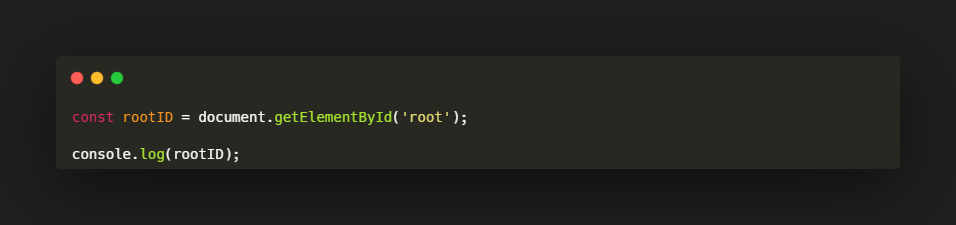 const rootID = document.getElementById('root');
console.log(rootID);